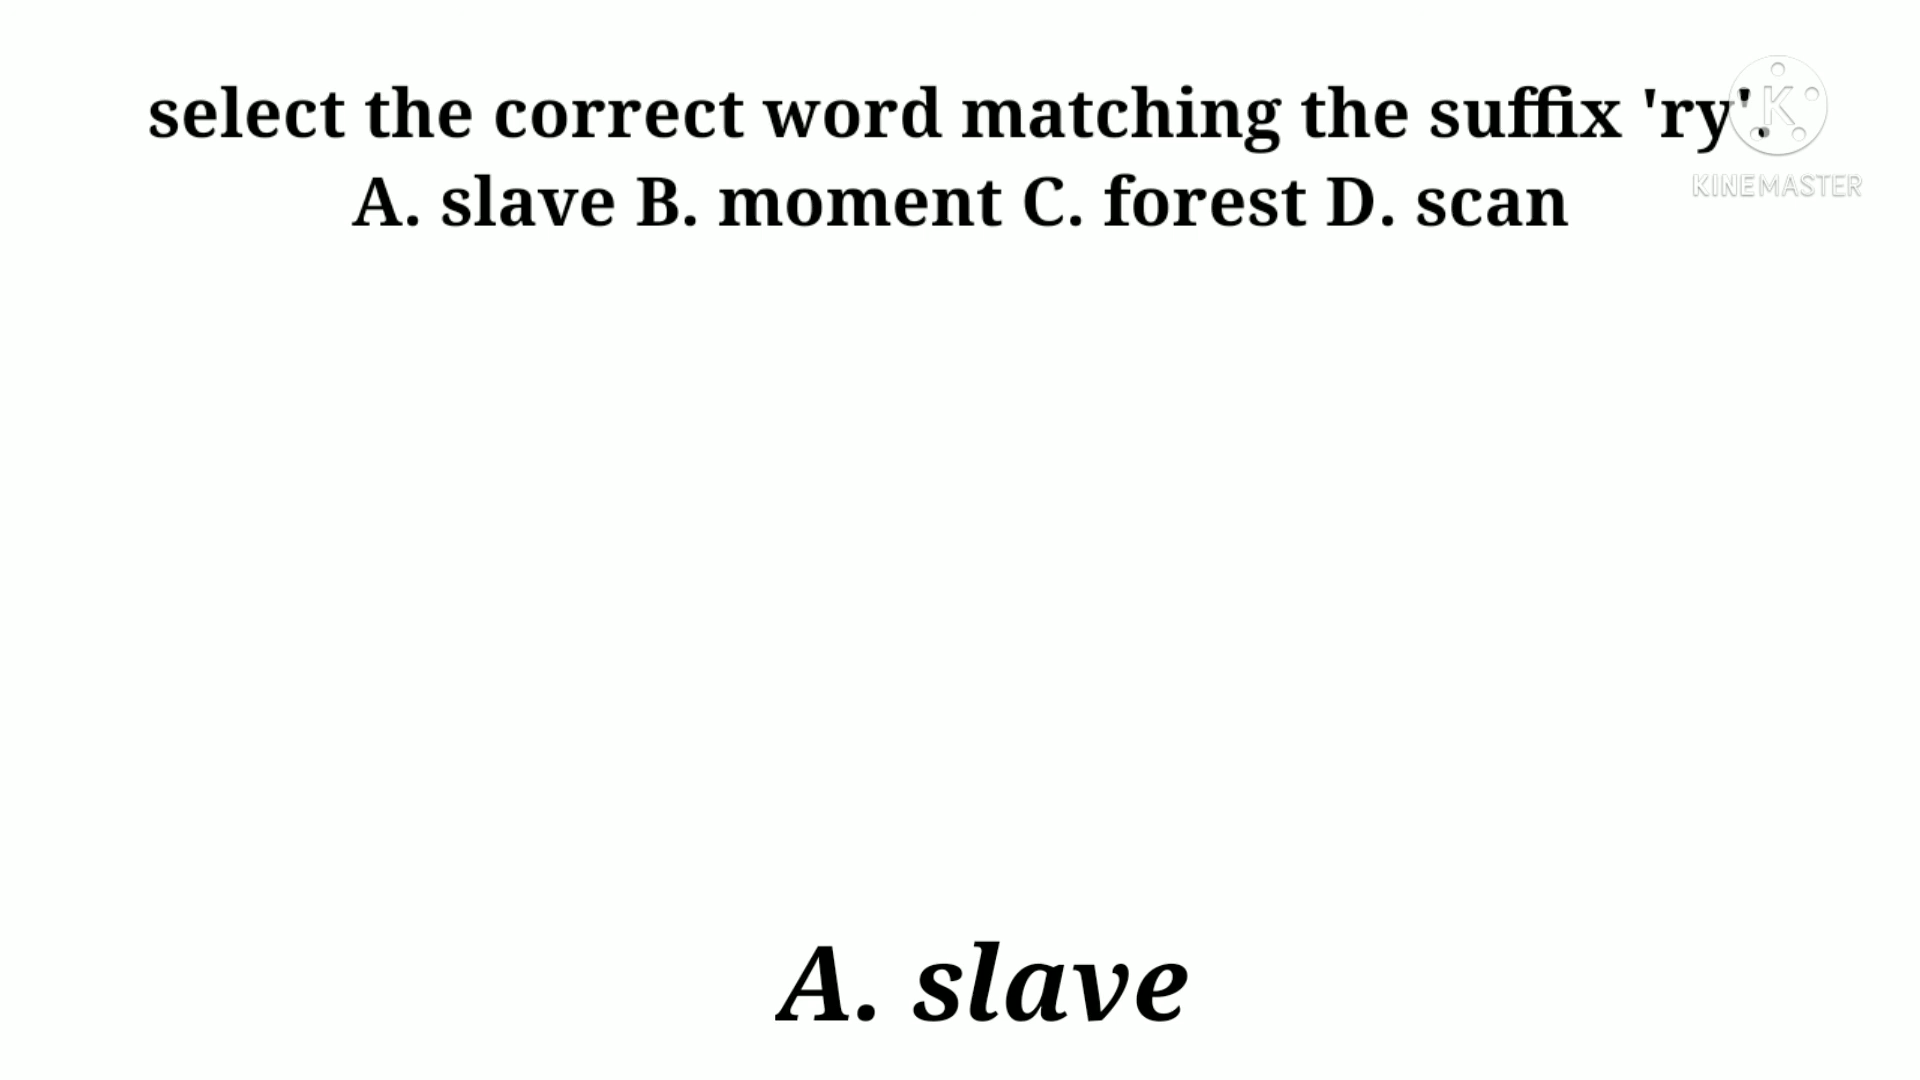 select the correct word matching the suffix 'ry'.
A. slave B. moment C. forest D. scan
K
KINEMASTER
A. slave